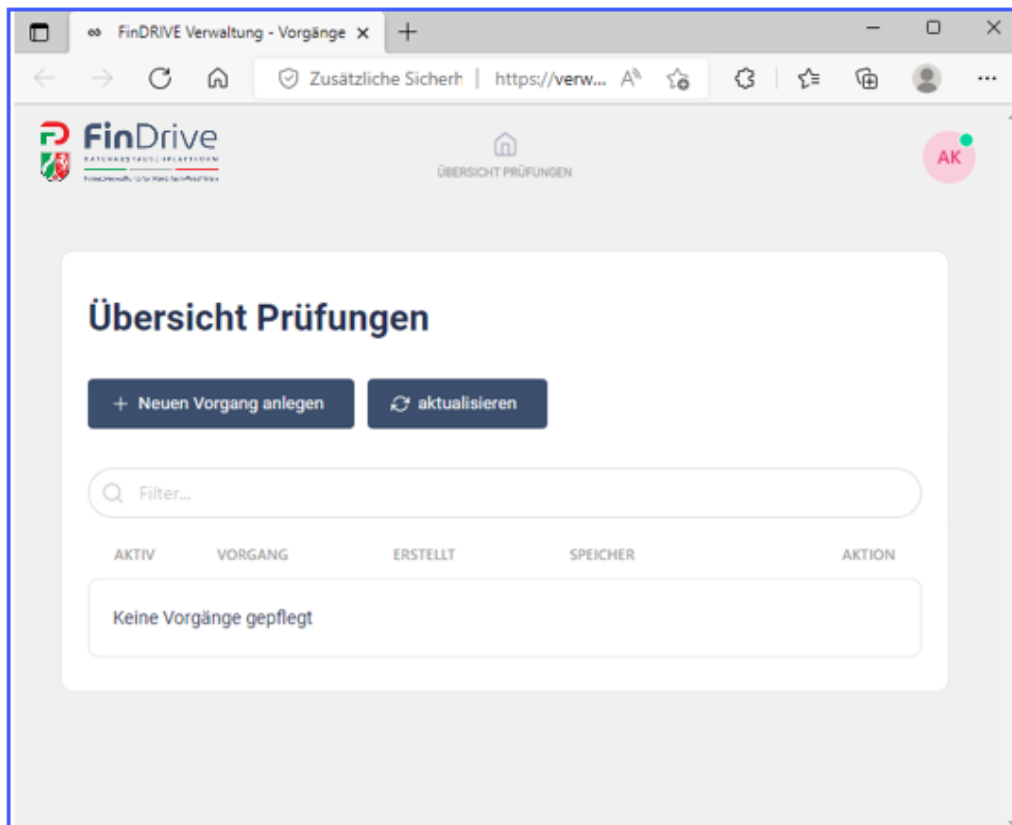 FinDRIVE Verwaltung - Vorgänge
Zusätzliche Sicherh | https://verw...
FinDrive
DATENAUSTAUSCHPLATTFORM
ÜBERSICHT PRÜFUNGEN
AK
Übersicht Prüfungen
+ Neuen Vorgang anlegen
aktualisieren
Filter...
AKTIV VORGANG ERSTELLT SPEICHER AKTION
Keine Vorgänge gepflegt